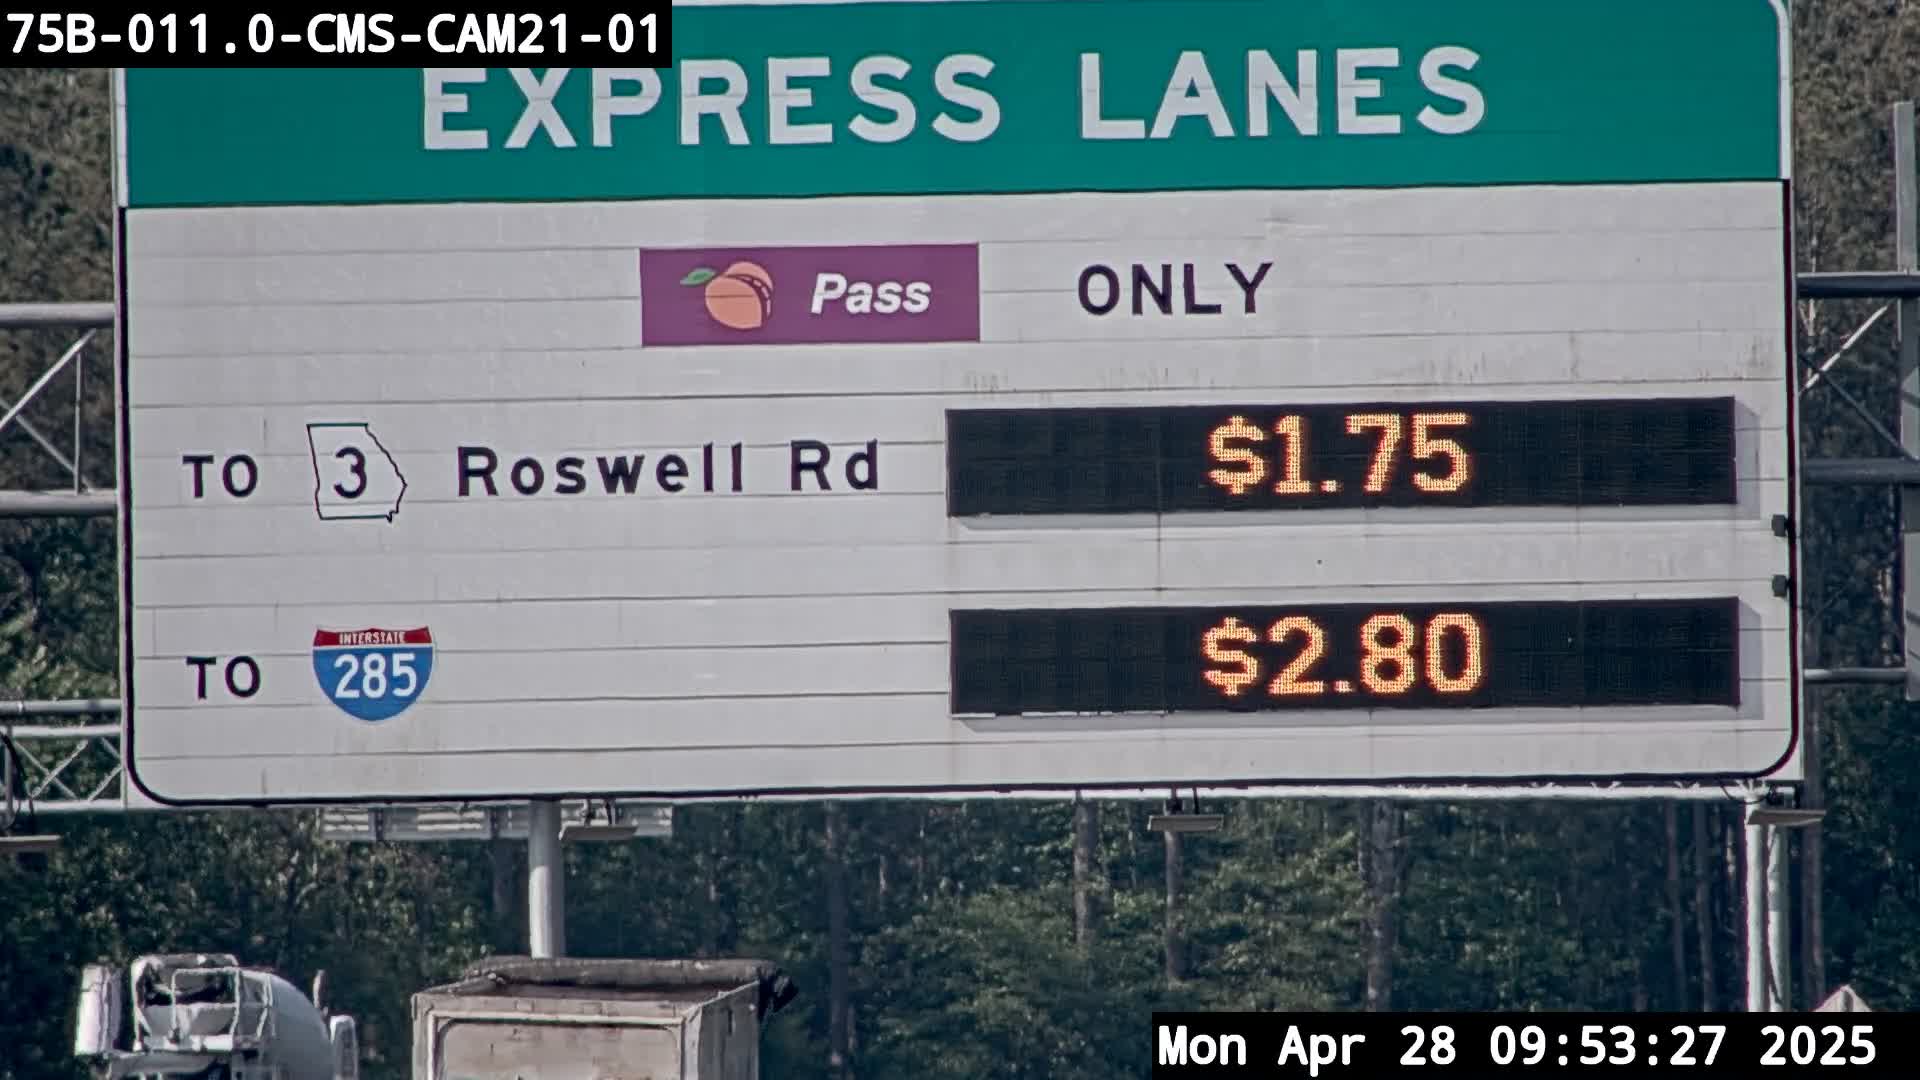 75B-011.0-CMS-CAM21-01
EXPRESS LANES
Pass ONLY
TO 3 Roswell Rd $1.75
INTERSTATE
TO 285 $2.80
Mon Apr 28 09:53:27 2025